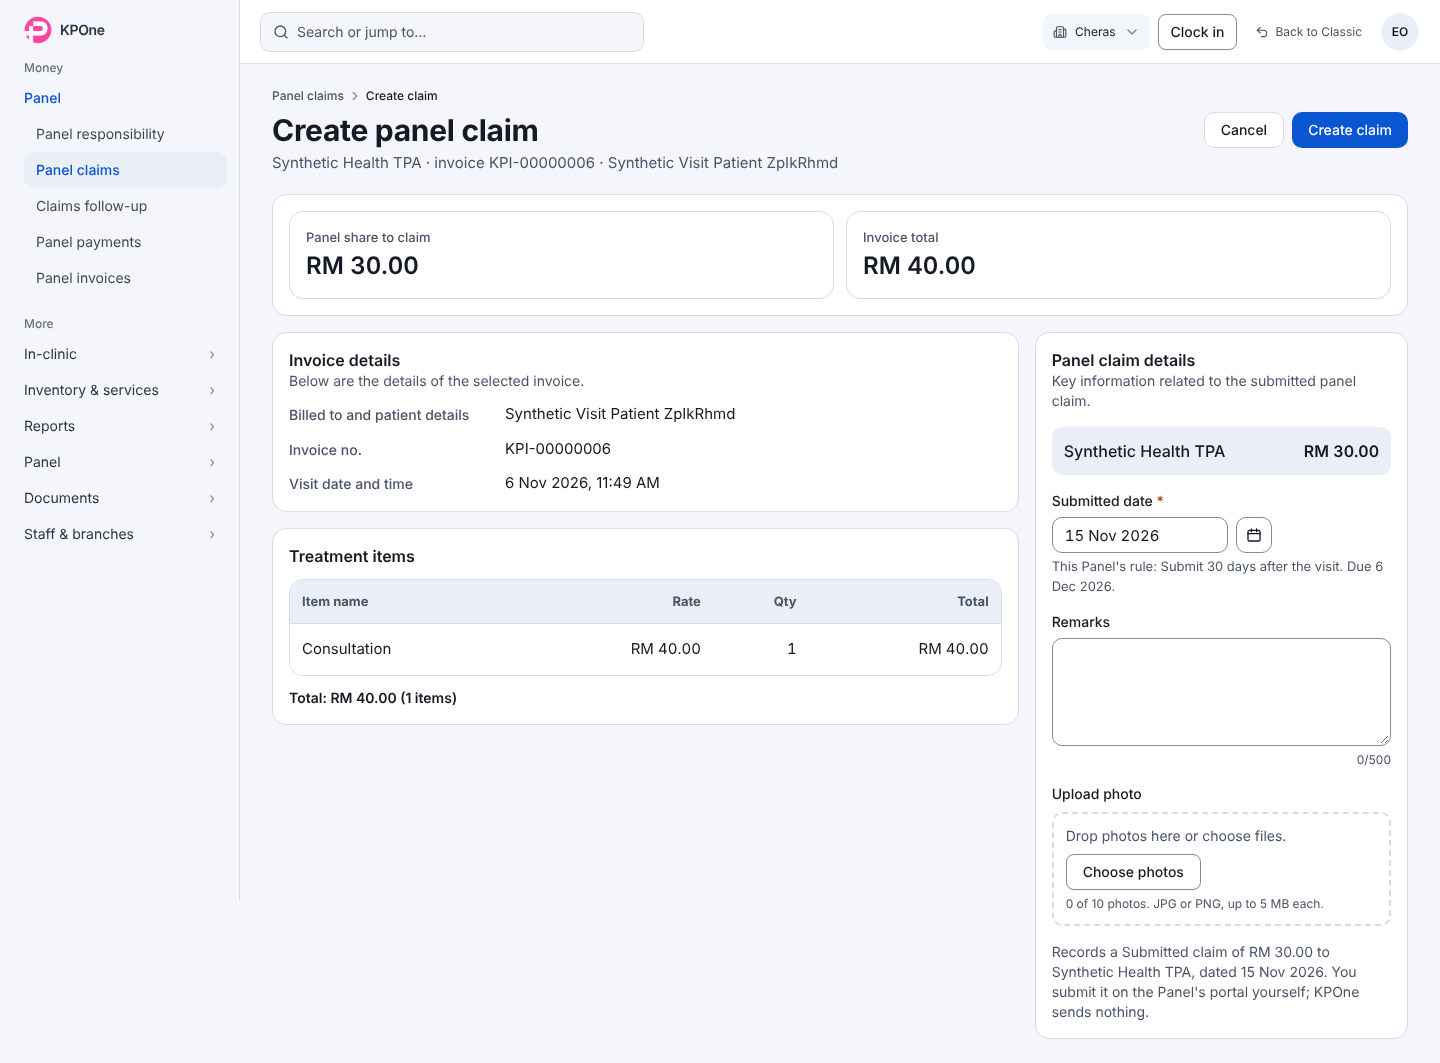 KPOne
Search or jump to...
Cheras
Clock in
Back to Classic
EO
Money
Panel
Panel responsibility
Panel claims
Claims follow-up
Panel payments
Panel invoices
More
In-clinic
Inventory & services
Reports
Panel
Documents
Staff & branches
Panel claims > Create claim
Create panel claim
Synthetic Health TPA · invoice KPI-00000006 · Synthetic Visit Patient ZplkRhmd
Cancel
Create claim
Panel share to claim
RM 30.00
Invoice total
RM 40.00
Invoice details
Below are the details of the selected invoice.
Billed to and patient details Synthetic Visit Patient ZplkRhmd
Invoice no. KPI-00000006
Visit date and time 6 Nov 2026, 11:49 AM
Treatment items
Item name Rate Qty Total
Consultation RM 40.00 1 RM 40.00
Total: RM 40.00 (1 items)
Panel claim details
Key information related to the submitted panel
claim.
Synthetic Health TPA RM 30.00
Submitted date *
15 Nov 2026
This Panel's rule: Submit 30 days after the visit. Due 6
Dec 2026.
Remarks
0/500
Upload photo
Drop photos here or choose files.
Choose photos
0 of 10 photos. JPG or PNG, up to 5 MB each.
Records a Submitted claim of RM 30.00 to
Synthetic Health TPA, dated 15 Nov 2026. You
submit it on the Panel's portal yourself; KPOne
sends nothing.